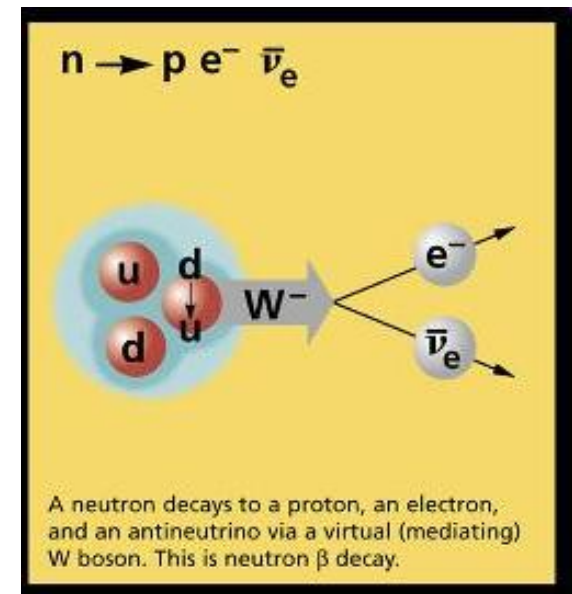 n → p e⁻ ν̄ₑ
u
d
u
d
W⁻
e⁻
ν̄ₑ
A neutron decays to a proton, an electron,
and an antineutrino via a virtual (mediating)
W boson. This is neutron β decay.